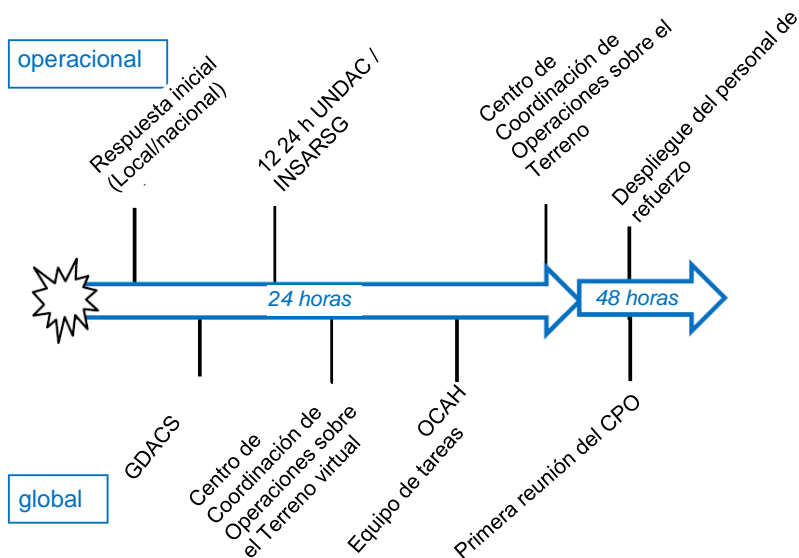 operacional
Respuesta inicial
(Local/nacional)
12 24 h UNDAC /
INSARSG
Centro de
Coordinación de
Operaciones sobre el
Terreno
Despliegue del personal de
refuerzo
24 horas
48 horas
GDACS
Centro de
Coordinación de
Operaciones sobre
el Terreno virtual
OCAH
Equipo de tareas
Primera reunión del CPO
global